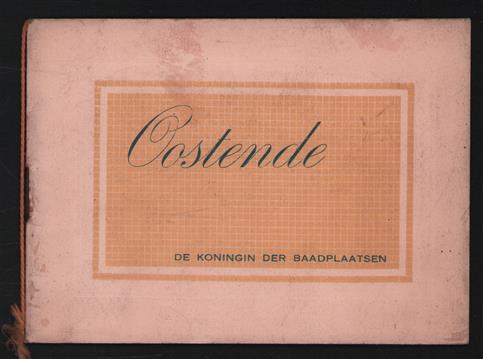 Oostende
DE KONINGIN DER BAADPLAATSEN